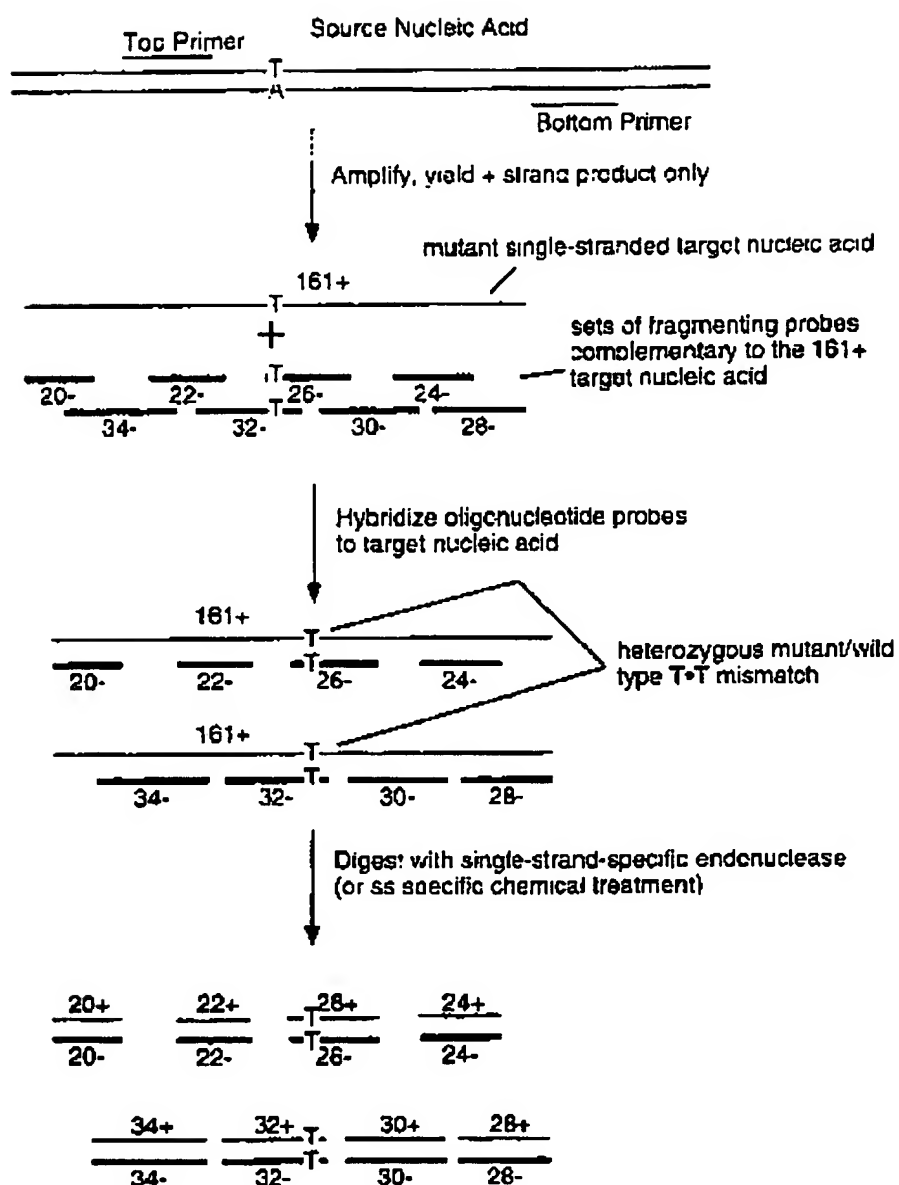 Source Nucleic Acid
Top Primer
T
A
Bottom Primer
Amplify, yield + strand product only
mutant single-stranded target nucleic acid
161+
T
+
sets of fragmenting probes
complementary to the 161+
target nucleic acid
T
20- 22- 26- 24-
T
34- 32- 30- 28-
Hybridize oligonucleotide probes
to target nucleic acid
161+
T
T
20- 22- 26- 24-
heterozygous mutant/wild
type T•T mismatch
161+
T
T
34- 32- 30- 28-
Digest with single-strand-specific endonuclease
(or ss specific chemical treatment)
20+ 22+ 26+ 24+
T
T
20- 22- 26- 24-
34+ 32+ 30+ 28+
T
T
34- 32- 30- 28-